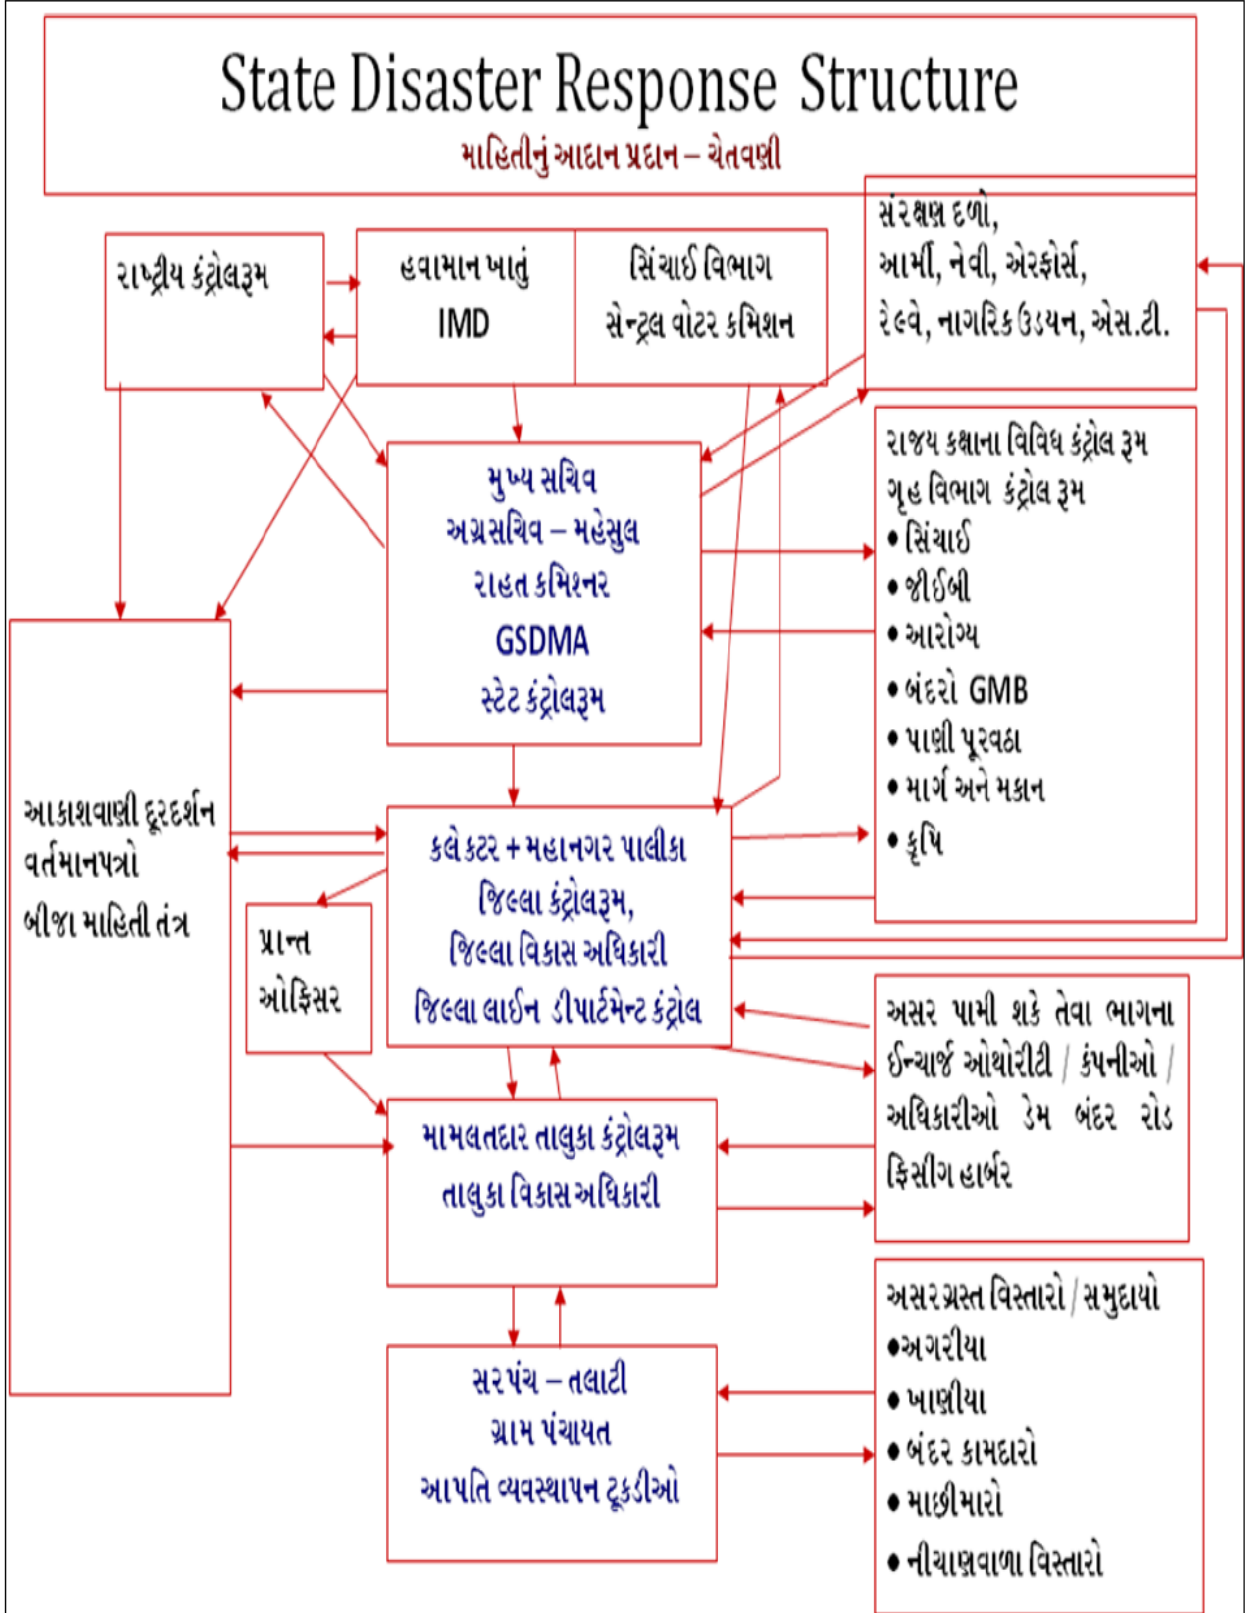 State Disaster Response Structure
માહિતીનું આદાન પ્રદાન – ચેતવણી
રાષ્ટ્રીય કંટ્રોલરૂમ
હવામાન ખાતું
IMD
સિંચાઈ વિભાગ
સેન્ટ્રલ વોટર કમિશન
સંરક્ષણ દળો,
આર્મી, નેવી, એરફોર્સ,
રેલ્વે, નાગરિક ઉડયન, એસ.ટી.
મુખ્ય સચિવ
અગ્રસચિવ – મહેસુલ
રાહત કમિશ્નર
GSDMA
સ્ટેટ કંટ્રોલરૂમ
રાજય કક્ષાના વિવિધ કંટ્રોલ રૂમ
ગૃહ વિભાગ કંટ્રોલ રૂમ
• સિંચાઈ
• જીઈબી
• આરોગ્ય
• બંદરો GMB
• પાણી પૂરવઠા
• માર્ગ અને મકાન
• કૃષિ
આકાશવાણી દૂરદર્શન
વર્તમાનપત્રો
બીજા માહિતી તંત્ર
કલેકટર + મહાનગર પાલીકા
જિલ્લા કંટ્રોલરૂમ,
જિલ્લા વિકાસ અધિકારી
જિલ્લા લાઈન ડીપાર્ટમેન્ટ કંટ્રોલ
પ્રાન્ત
ઓફિસર
અસર પામી શકે તેવા ભાગના
ઈન્ચાર્જ ઓથોરીટી / કંપનીઓ /
અધિકારીઓ ડેમ બંદર રોડ
ફિસીગ હાર્બર
મામલતદાર તાલુકા કંટ્રોલરૂમ
તાલુકા વિકાસ અધિકારી
અસરગ્રસ્ત વિસ્તારો / સમુદાયો
•અગરીયા
• ખાણીયા
• બંદર કામદારો
• માછીમારો
• નીચાણવાળા વિસ્તારો
સરપંચ – તલાટી
ગ્રામ પંચાયત
આપતિ વ્યવસ્થાપન ટૂકડીઓ